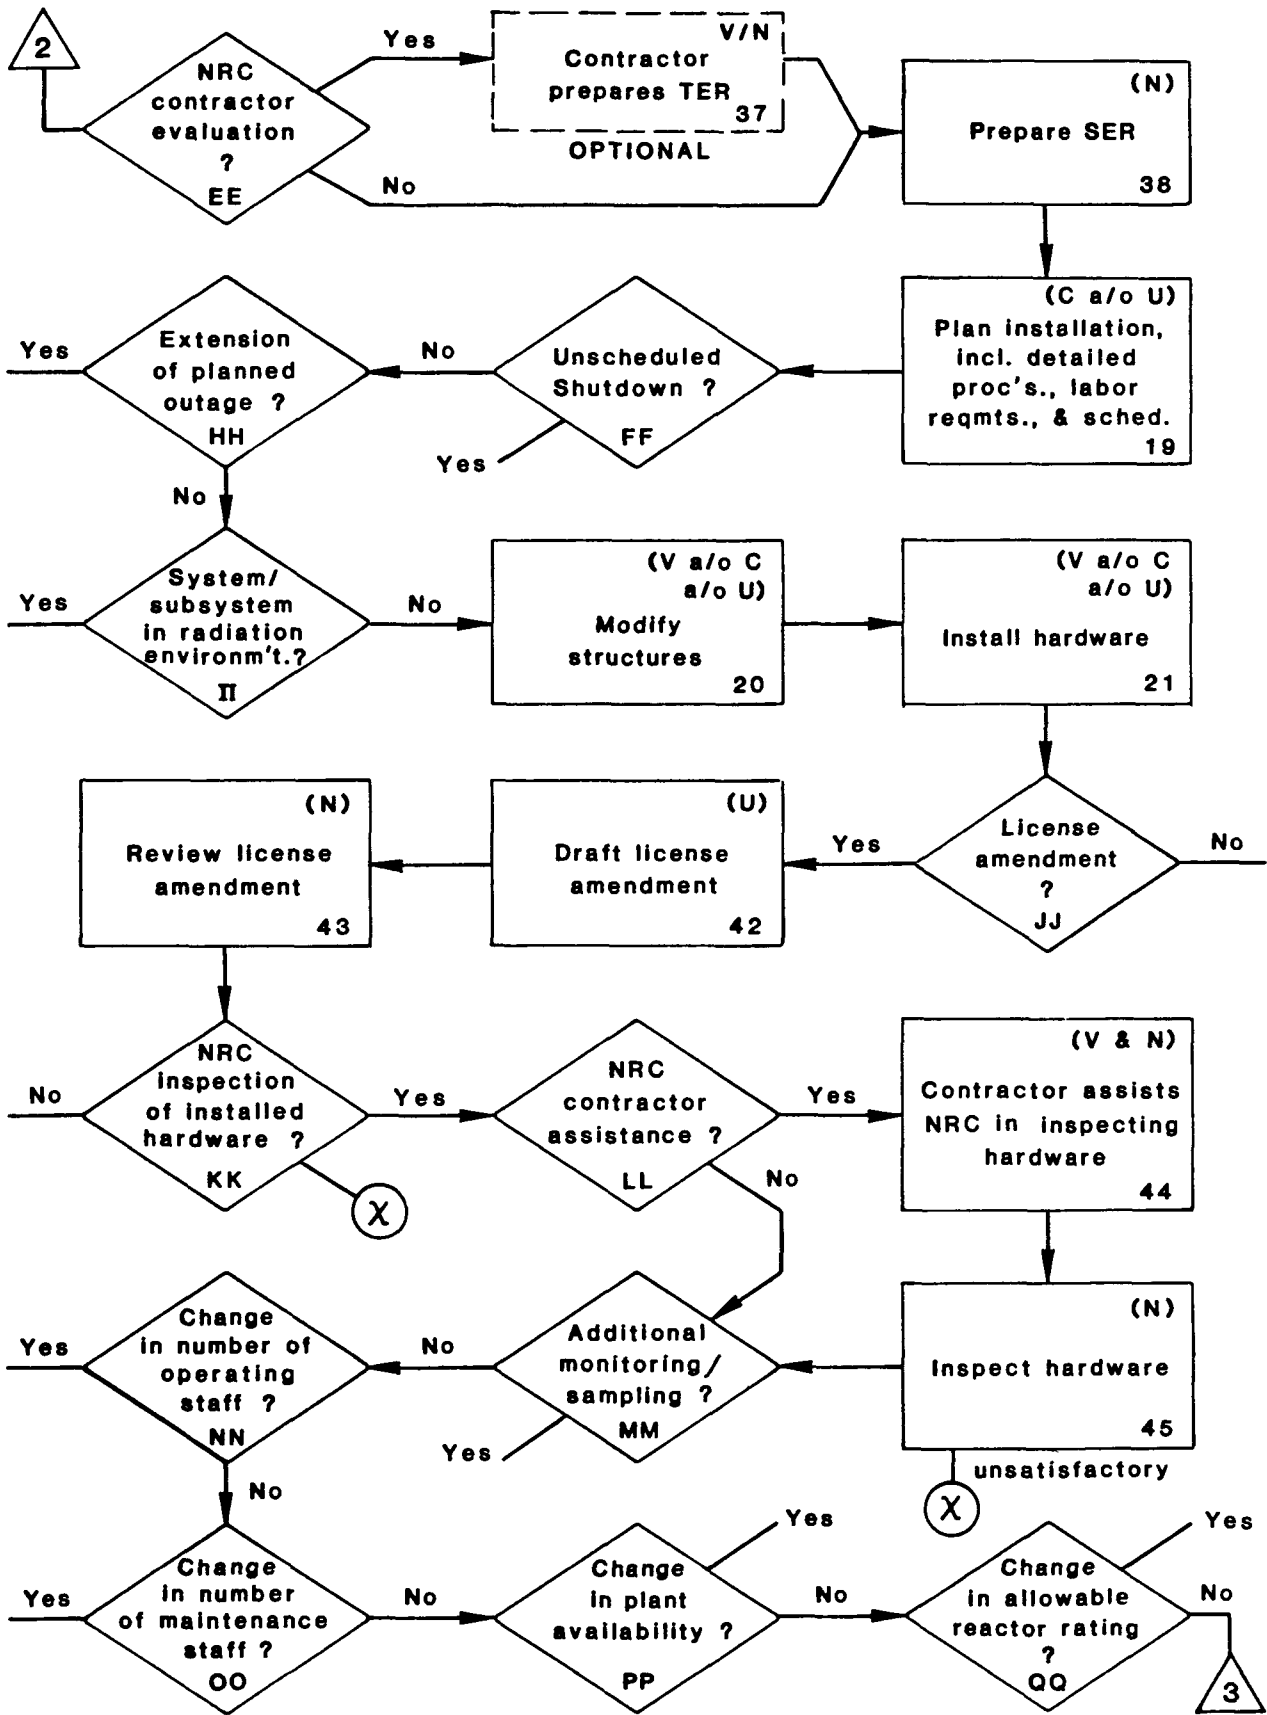 2
NRC
contractor
evaluation
?
EE
Yes
No
V/N
Contractor
prepares TER
37
OPTIONAL
(N)
Prepare SER
38
Yes
Extension
of planned
outage ?
HH
No
No
Unscheduled
Shutdown ?
FF
Yes
(C a/o U)
Plan installation,
incl. detailed
proc's., labor
reqmts., & sched.
19
Yes
System/
subsystem
in radiation
environm't.?
II
No
(V a/o C
a/o U)
Modify
structures
20
(V a/o C
a/o U)
Install hardware
21
(N)
Review license
amendment
43
(U)
Draft license
amendment
42
Yes
License
amendment
?
JJ
No
No
NRC
inspection
of installed
hardware ?
KK
Yes
χ
NRC
contractor
assistance ?
LL
Yes
No
(V & N)
Contractor assists
NRC in inspecting
hardware
44
Yes
Change
in number of
operating
staff ?
NN
No
No
Additional
monitoring/
sampling ?
MM
Yes
(N)
Inspect hardware
45
unsatisfactory
χ
Yes
Change
in number
of maintenance
staff ?
OO
No
Change
in plant
availability ?
PP
Yes
No
Change
in allowable
reactor rating
?
QQ
Yes
No
3